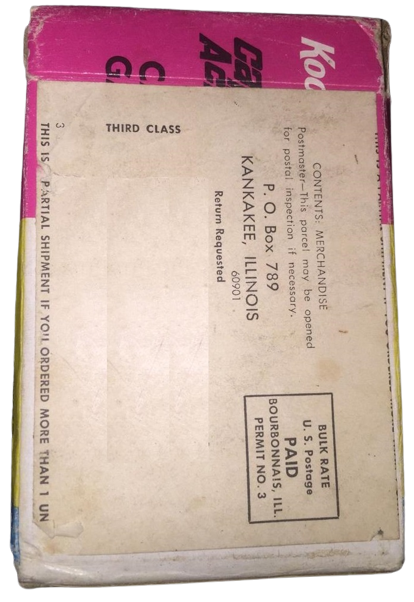 Koda
CONTENTS: MERCHANDISE
Postmaster—This parcel may be opened
for postal inspection if necessary.
P. O. Box 789
KANKAKEE, ILLINOIS
60901
Return Requested
BULK RATE
U. S. Postage
PAID
BOURBONNAIS, ILL.
PERMIT NO. 3
THIRD CLASS
3
THIS IS A PARTIAL SHIPMENT IF YOU ORDERED MORE THAN 1 UN